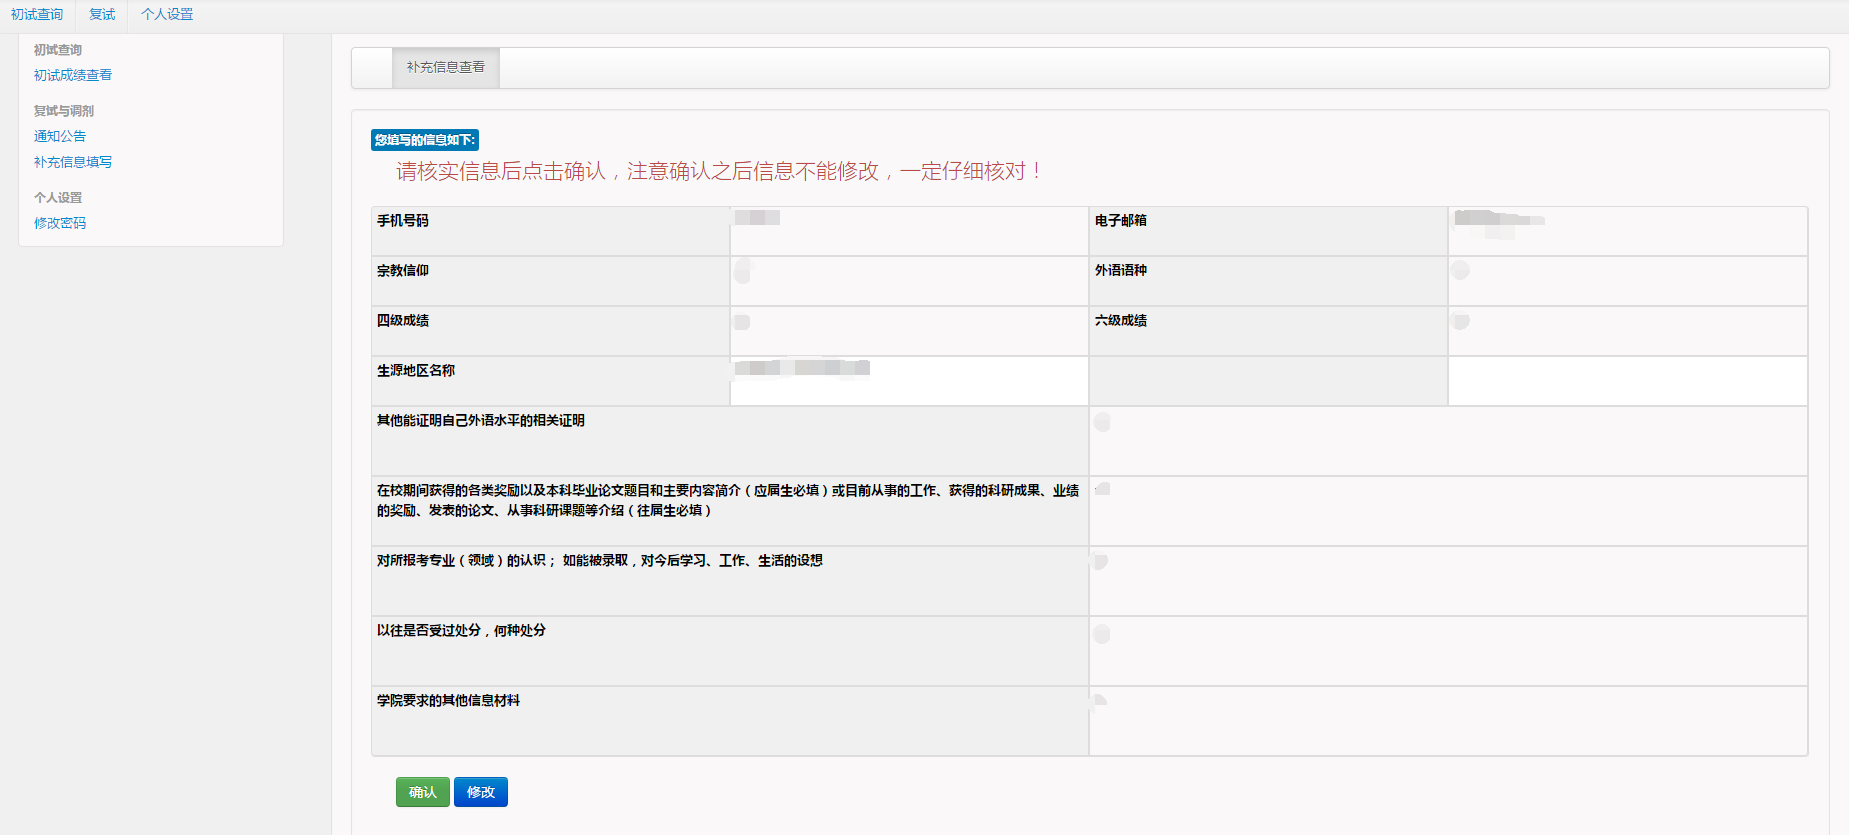 初试查询 复试 个人设置
初试查询
初试成绩查看
复试与调剂
通知公告
补充信息填写
个人设置
修改密码
补充信息查看
您填写的信息如下:
请核实信息后点击确认，注意确认之后信息不能修改，一定仔细核对！
手机号码 电子邮箱
宗教信仰 外语语种
四级成绩 六级成绩
生源地区名称
其他能证明自己外语水平的相关证明
在校期间获得的各类奖励以及本科毕业论文题目和主要内容简介（应届生必填）或目前从事的工作、获得的科研成果、业绩
的奖励、发表的论文、从事科研课题等介绍（往届生必填）
对所报考专业（领域）的认识； 如能被录取，对今后学习、工作、生活的设想
以往是否受过处分，何种处分
学院要求的其他信息材料
确认 修改